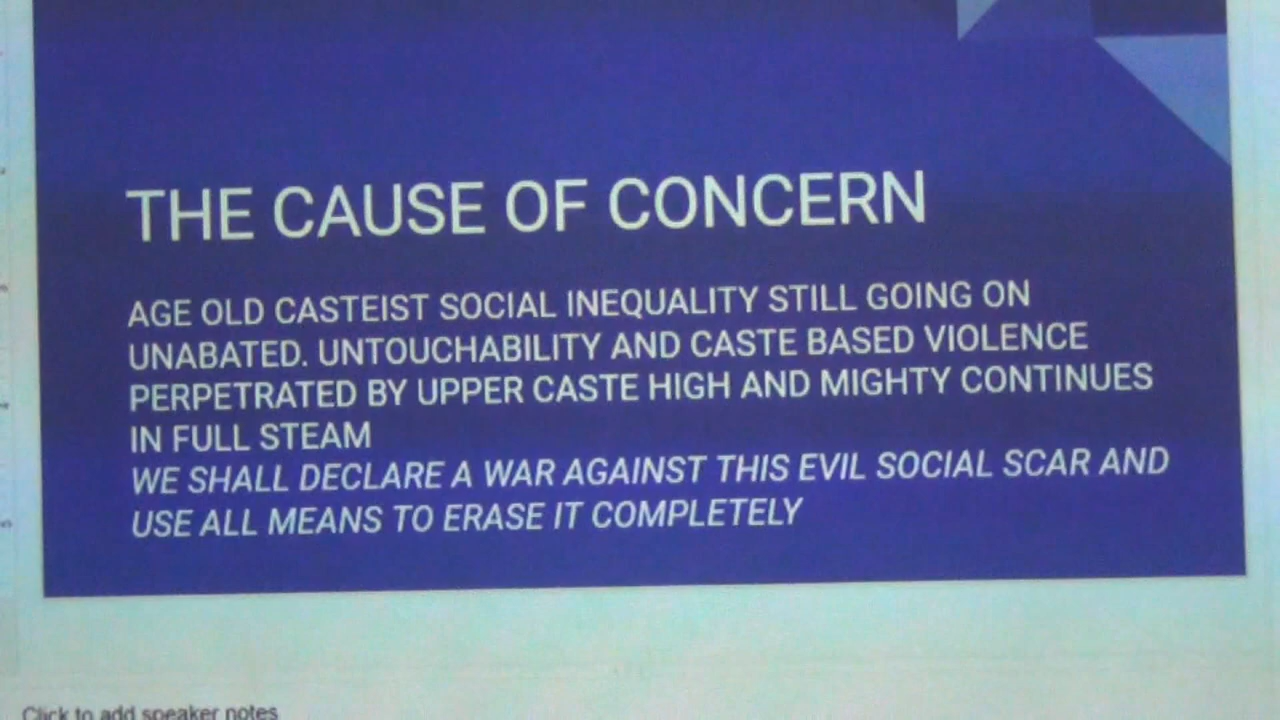 THE CAUSE OF CONCERN
AGE OLD CASTEIST SOCIAL INEQUALITY STILL GOING ON
UNABATED. UNTOUCHABILITY AND CASTE BASED VIOLENCE
PERPETRATED BY UPPER CASTE HIGH AND MIGHTY CONTINUES
IN FULL STEAM
WE SHALL DECLARE A WAR AGAINST THIS EVIL SOCIAL SCAR AND
USE ALL MEANS TO ERASE IT COMPLETELY
Click to add speaker notes